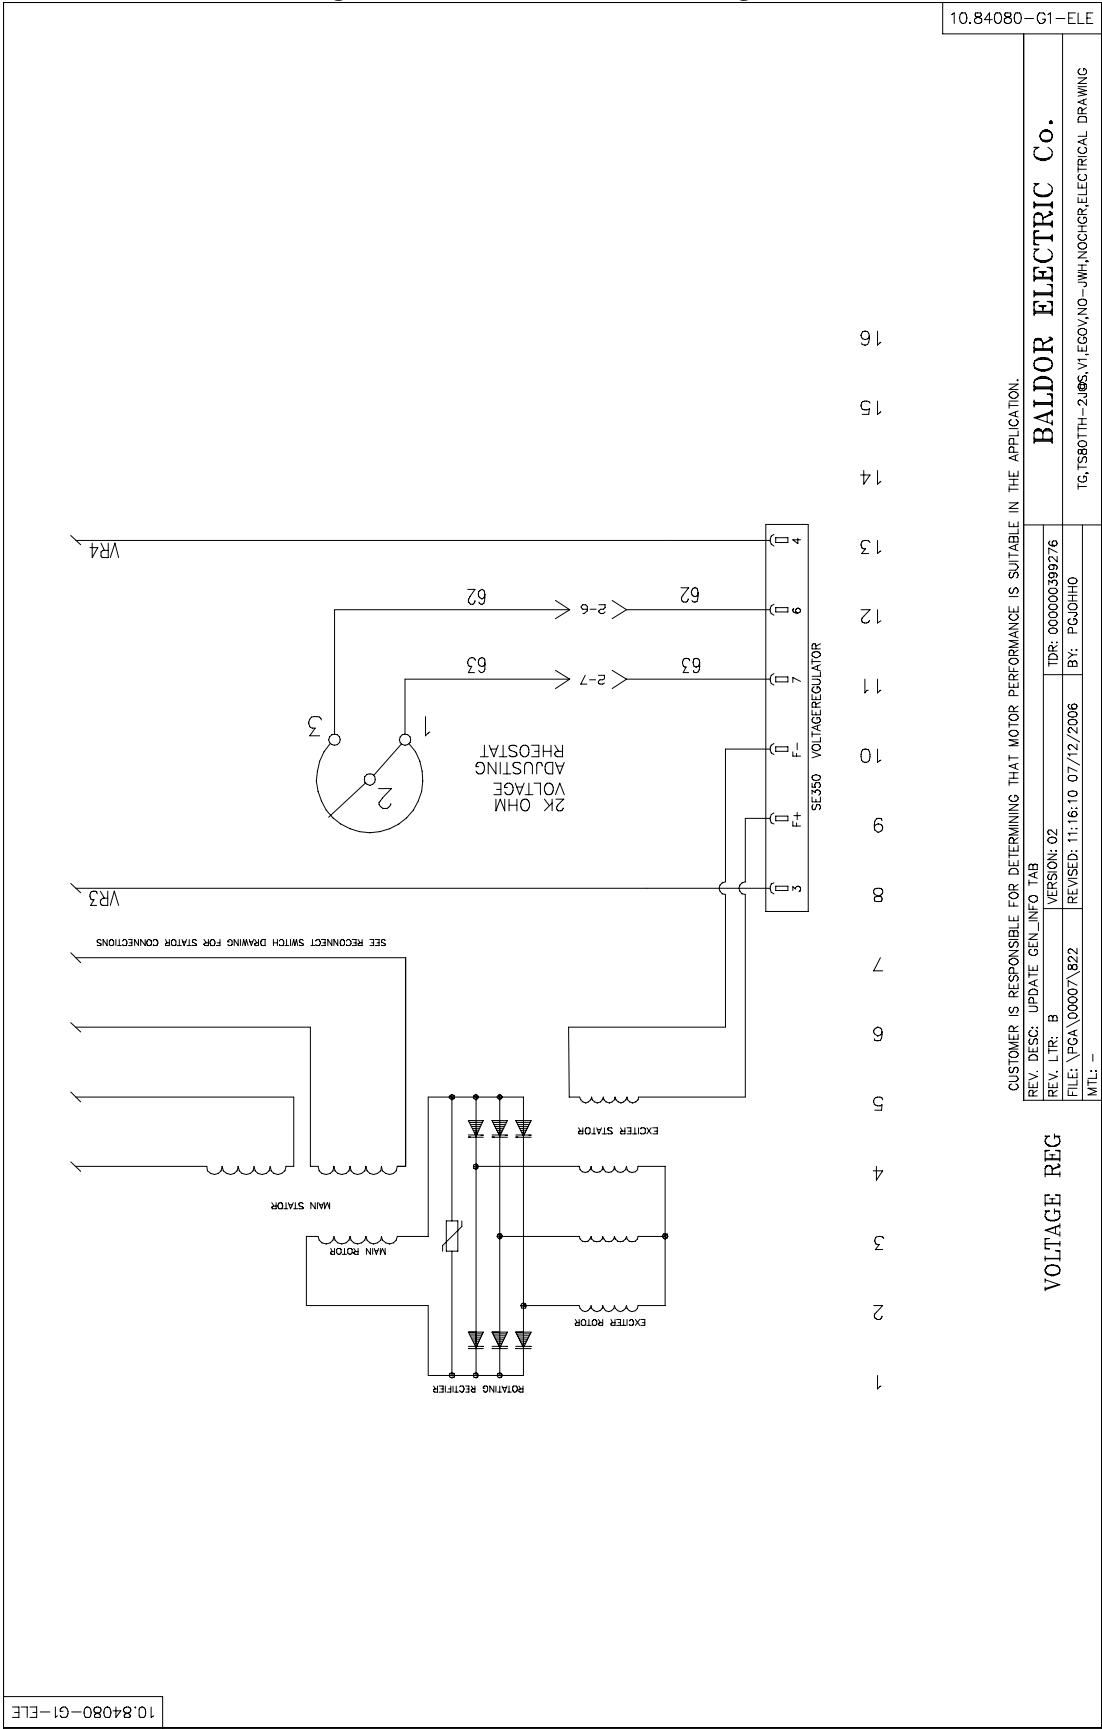 10.84080-G1-ELE
BALDOR ELECTRIC Co.
TG,TS80TTH-2J@S,V1,EGOV,NO-JWH,NOCHGR,ELECTRICAL DRAWING
CUSTOMER IS RESPONSIBLE FOR DETERMINING THAT MOTOR PERFORMANCE IS SUITABLE IN THE APPLICATION.
REV. DESC: UPDATE GEN_INFO TAB
REV. LTR: B
VERSION: 02
TDR: 000000399276
FILE: \PGA\00007\822
REVISED: 11:16:10 07/12/2006
BY: PGJOHHO
MTL: -
VOLTAGE REG
16
15
14
13
12
11
10
9
8
7
6
5
4
3
2
1
VR4
4
62
2-6
62
6
63
2-7
63
7
3
1
2
2K OHM
VOLTAGE
ADJUSTING
RHEOSTAT
F-
F+
3
SE350 VOLTAGEREGULATOR
VR3
SEE RECONNECT SWITCH DRAWING FOR STATOR CONNECTIONS
EXCITER STATOR
MAIN STATOR
MAIN ROTOR
EXCITER ROTOR
ROTATING RECTIFIER
10.84080-G1-ELE